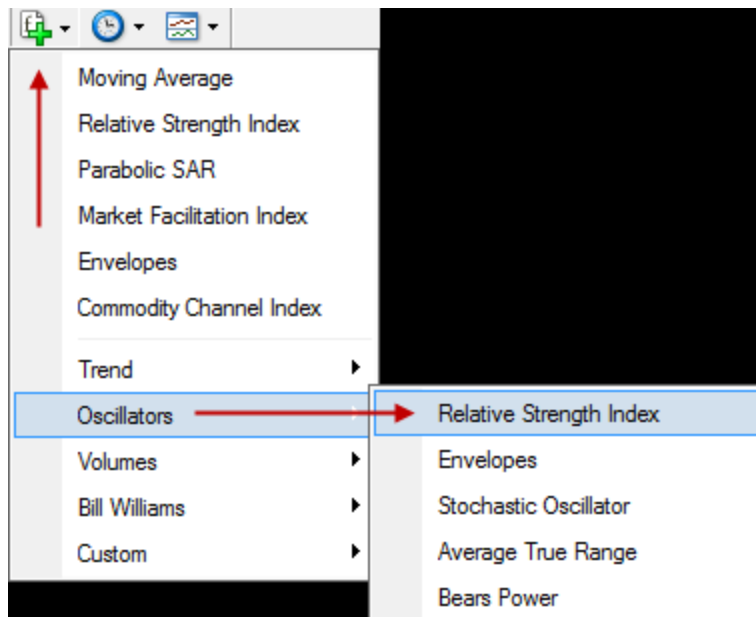 Moving Average
Relative Strength Index
Parabolic SAR
Market Facilitation Index
Envelopes
Commodity Channel Index
Trend
Oscillators
Volumes
Bill Williams
Custom
Relative Strength Index
Envelopes
Stochastic Oscillator
Average True Range
Bears Power